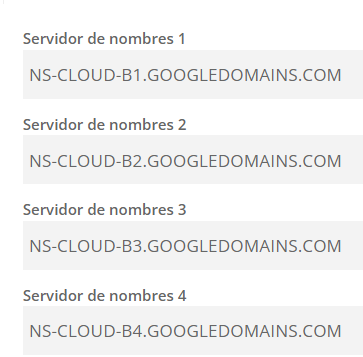 Servidor de nombres 1
NS-CLOUD-B1.GOOGLEDOMAINS.COM
Servidor de nombres 2
NS-CLOUD-B2.GOOGLEDOMAINS.COM
Servidor de nombres 3
NS-CLOUD-B3.GOOGLEDOMAINS.COM
Servidor de nombres 4
NS-CLOUD-B4.GOOGLEDOMAINS.COM